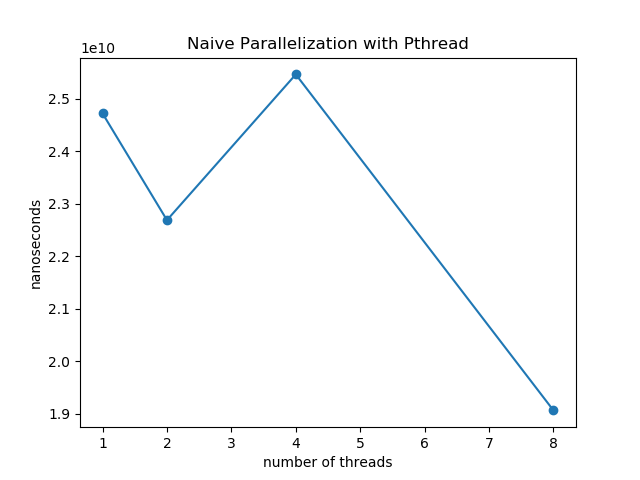 Naive Parallelization with Pthread
1e10
2.5
2.4
2.3
2.2
2.1
2.0
1.9
nanoseconds
1 2 3 4 5 6 7 8
number of threads